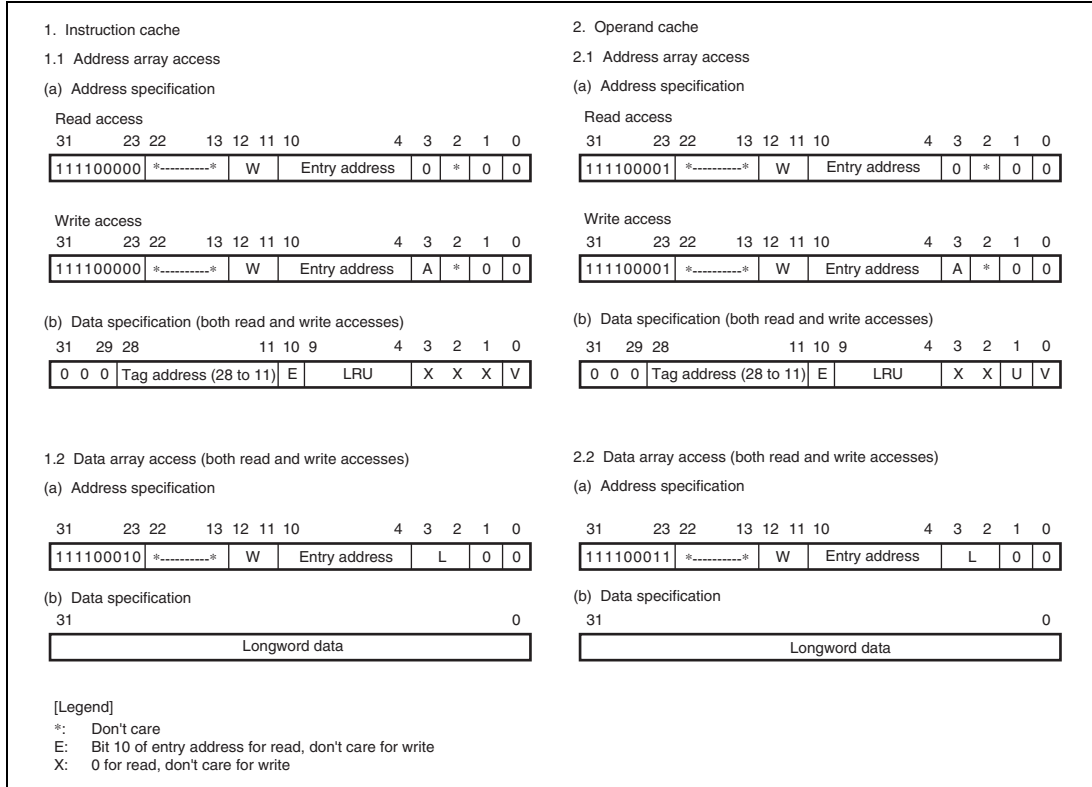 1. Instruction cache
1.1 Address array access
(a) Address specification
Read access
31 23 22 13 12 11 10 4 3 2 1 0
111100000 *----------* W Entry address 0 * 0 0
Write access
31 23 22 13 12 11 10 4 3 2 1 0
111100000 *----------* W Entry address A * 0 0
(b) Data specification (both read and write accesses)
31 29 28 11 10 9 4 3 2 1 0
0 0 0 Tag address (28 to 11) E LRU X X X V
1.2 Data array access (both read and write accesses)
(a) Address specification
31 23 22 13 12 11 10 4 3 2 1 0
111100010 *----------* W Entry address L 0 0
(b) Data specification
31 0
Longword data
2. Operand cache
2.1 Address array access
(a) Address specification
Read access
31 23 22 13 12 11 10 4 3 2 1 0
111100001 *----------* W Entry address 0 * 0 0
Write access
31 23 22 13 12 11 10 4 3 2 1 0
111100001 *----------* W Entry address A * 0 0
(b) Data specification (both read and write accesses)
31 29 28 11 10 9 4 3 2 1 0
0 0 0 Tag address (28 to 11) E LRU X X U V
2.2 Data array access (both read and write accesses)
(a) Address specification
31 23 22 13 12 11 10 4 3 2 1 0
111100011 *----------* W Entry address L 0 0
(b) Data specification
31 0
Longword data
[Legend]
*: Don't care
E: Bit 10 of entry address for read, don't care for write
X: 0 for read, don't care for write